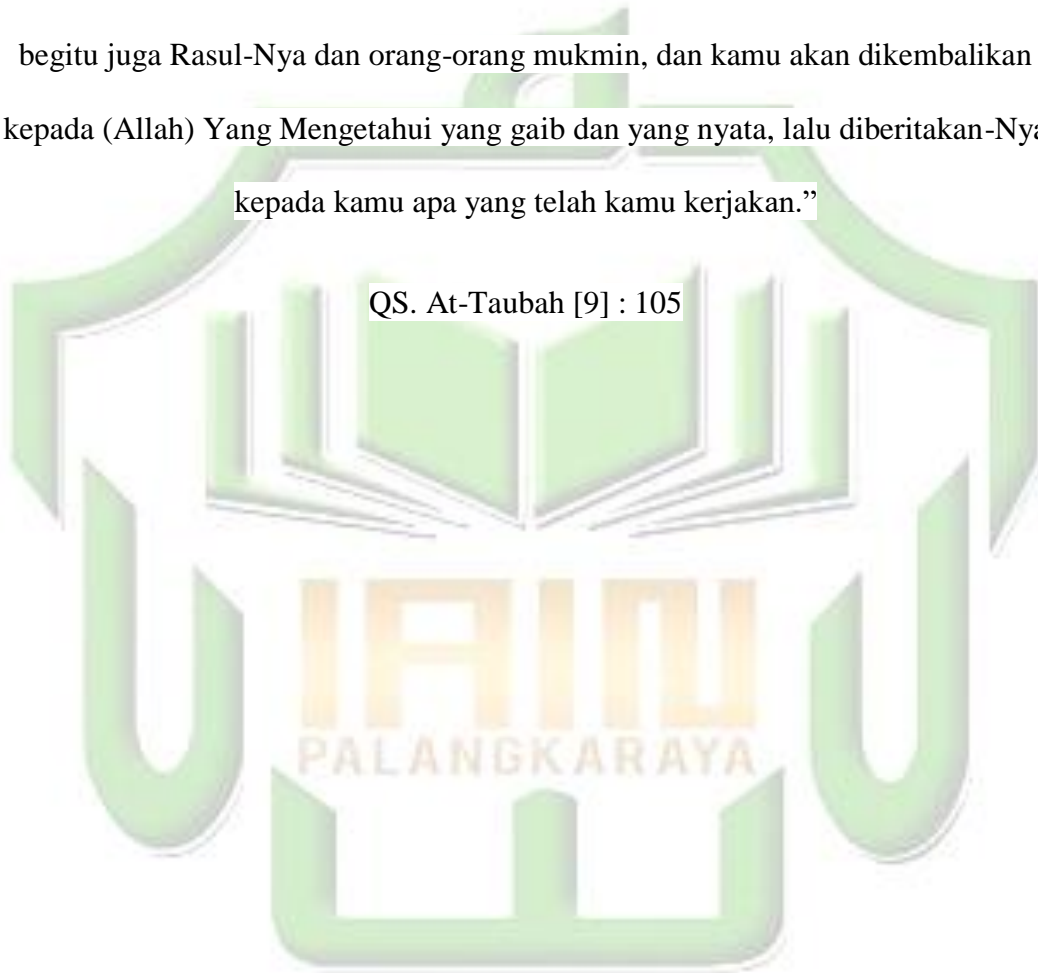 begitu juga Rasul-Nya dan orang-orang mukmin, dan kamu akan dikembalikan
kepada (Allah) Yang Mengetahui yang gaib dan yang nyata, lalu diberitakan-Nya
kepada kamu apa yang telah kamu kerjakan.”
QS. At-Taubah [9] : 105
IAIN
PALANGKARAYA